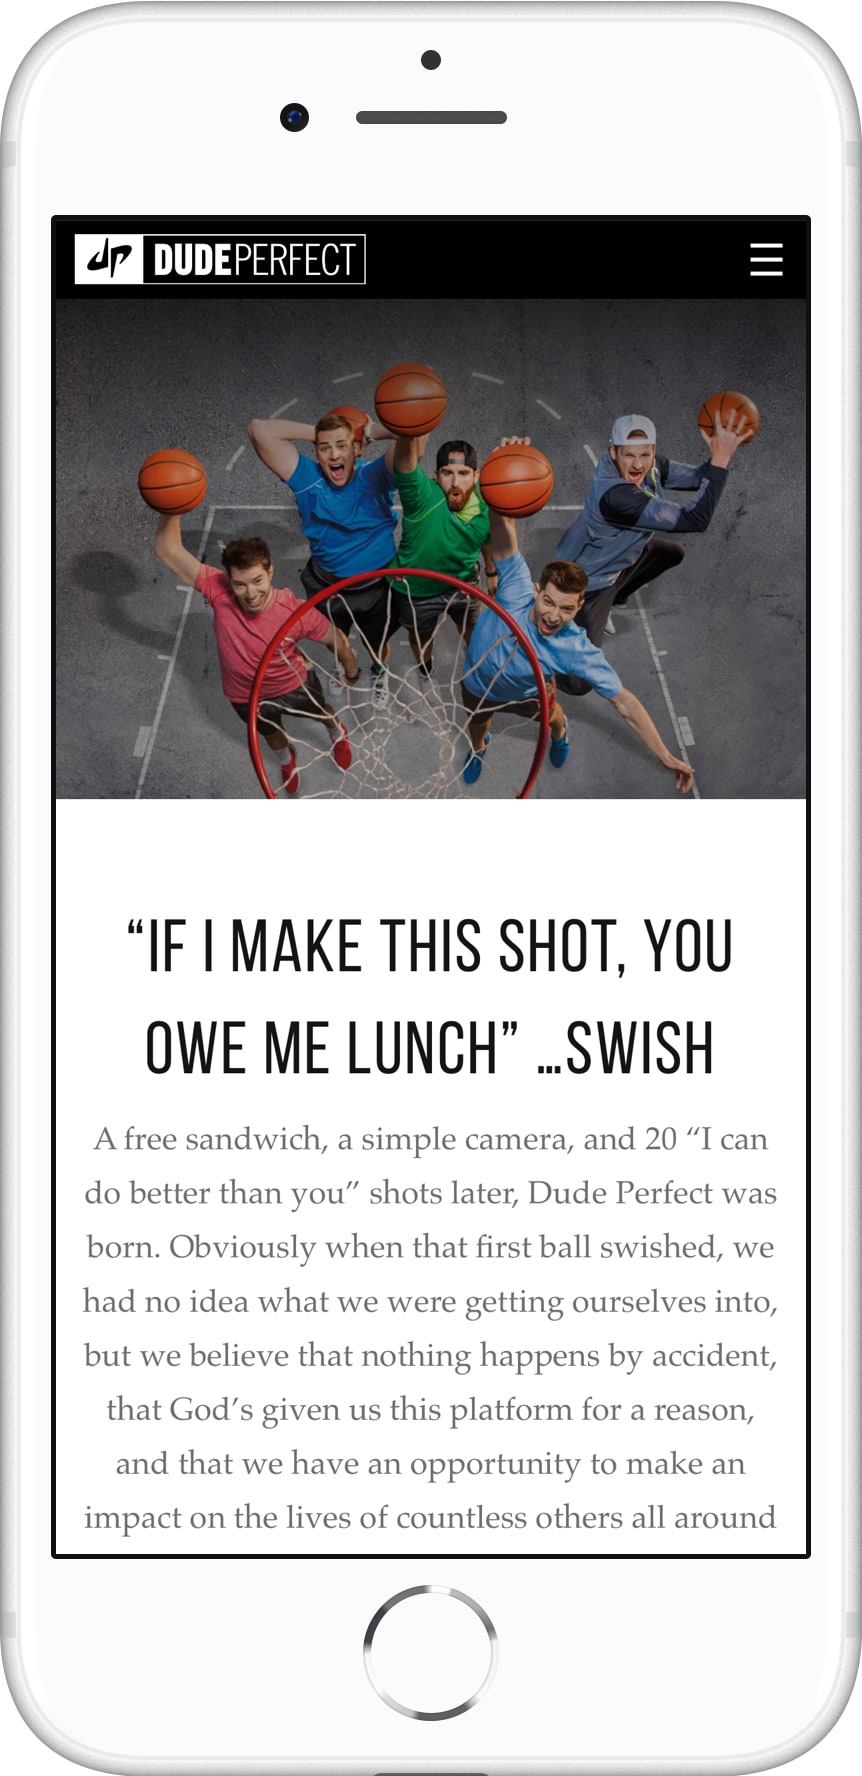 dp DUDEPERFECT
“IF I MAKE THIS SHOT, YOU
OWE ME LUNCH” …SWISH
A free sandwich, a simple camera, and 20 “I can
do better than you” shots later, Dude Perfect was
born. Obviously when that first ball swished, we
had no idea what we were getting ourselves into,
but we believe that nothing happens by accident,
that God’s given us this platform for a reason,
and that we have an opportunity to make an
impact on the lives of countless others all around